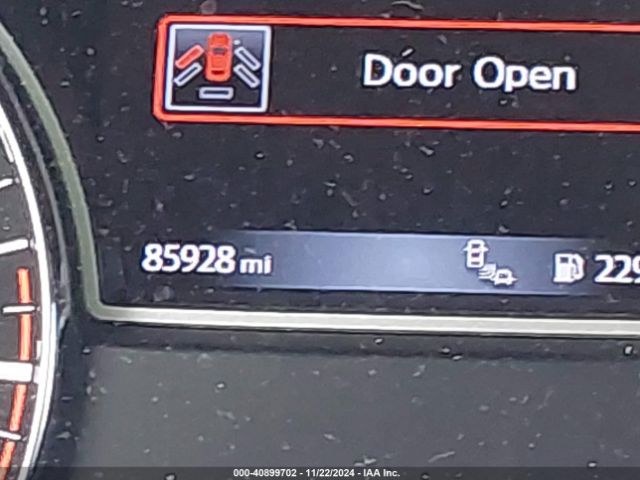 Door Open
85928 mi 229
000-40899702 - 11/22/2024 - IAA Inc.